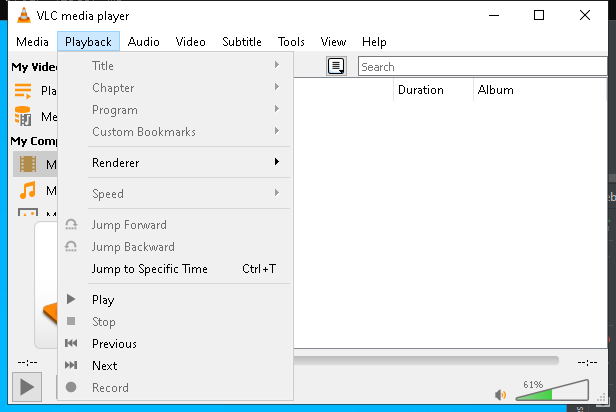 VLC media player
Media Playback Audio Video Subtitle Tools View Help
My Vide
Title
Search
Pla
Chapter
Duration Album
Me
Program
My Comp
Custom Bookmarks
M
Renderer
M
Speed
M
Jump Forward
Jump Backward
Jump to Specific Time Ctrl+T
Play
Stop
Previous
--:-- Next --:--
Record
61%